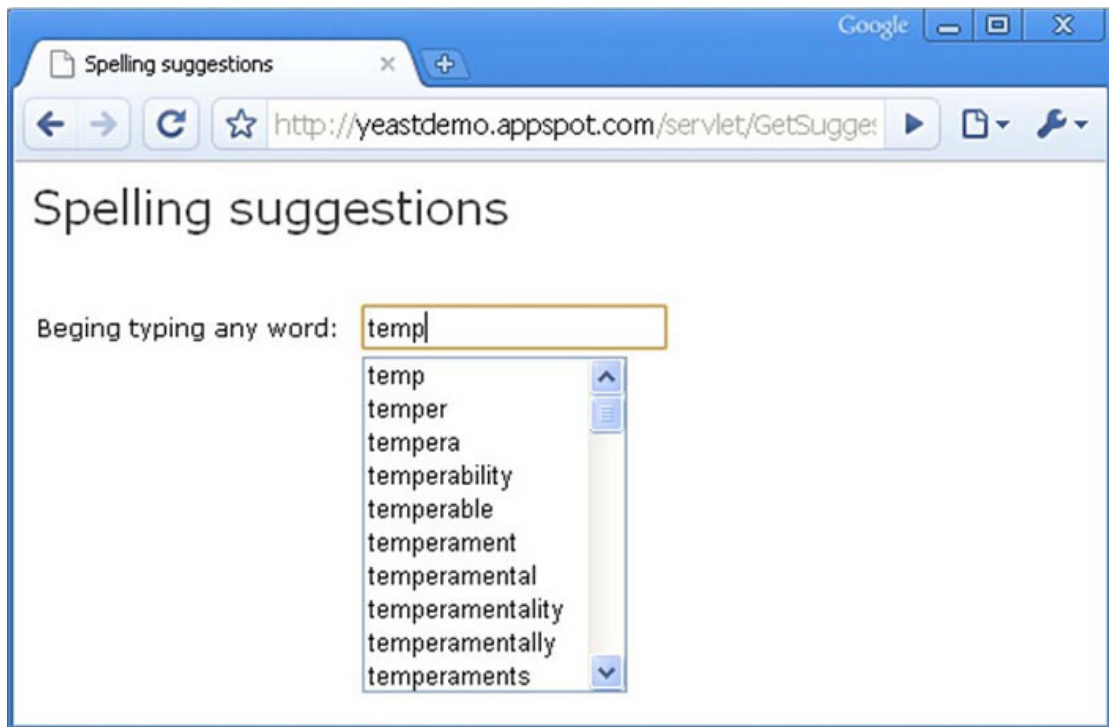 Google
Spelling suggestions
http://yeastdemo.appspot.com/servlet/GetSugges
Spelling suggestions
Beging typing any word: temp
temp
temper
tempera
temperability
temperable
temperament
temperamental
temperamentality
temperamentally
temperaments